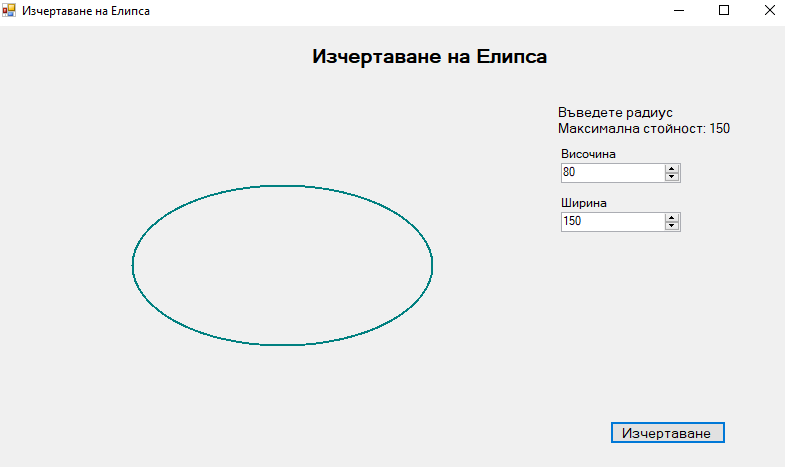 Изчертаване на Елипса
Изчертаване на Елипса
Въведете радиус
Максимална стойност: 150
Височина
80
Ширина
150
Изчертаване